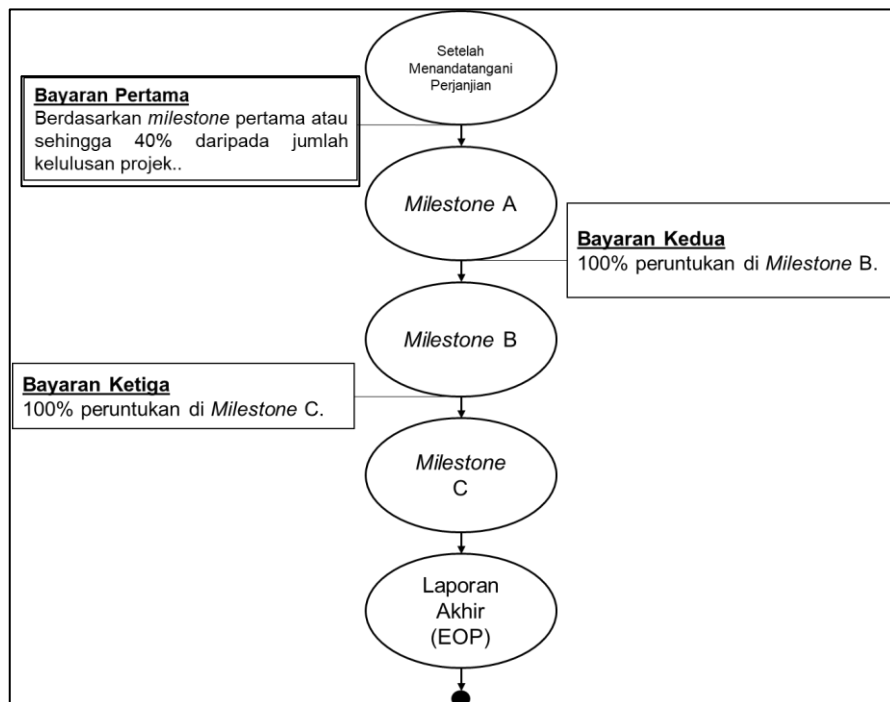 Setelah
Menandatangani
Perjanjian
Bayaran Pertama
Berdasarkan milestone pertama atau
sehingga 40% daripada jumlah
kelulusan projek..
Milestone A
Bayaran Kedua
100% peruntukan di Milestone B.
Milestone B
Bayaran Ketiga
100% peruntukan di Milestone C.
Milestone
C
Laporan
Akhir
(EOP)